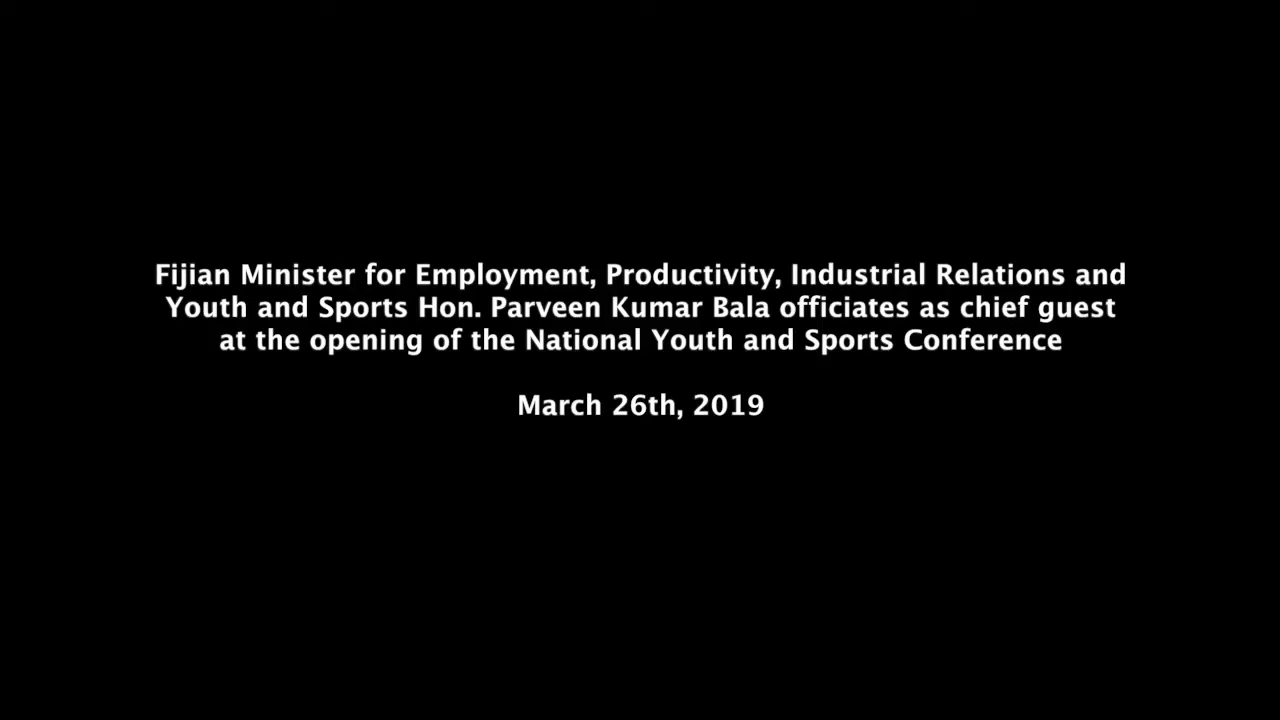 Fijian Minister for Employment, Productivity, Industrial Relations and
Youth and Sports Hon. Parveen Kumar Bala officiates as chief guest
at the opening of the National Youth and Sports Conference
March 26th, 2019